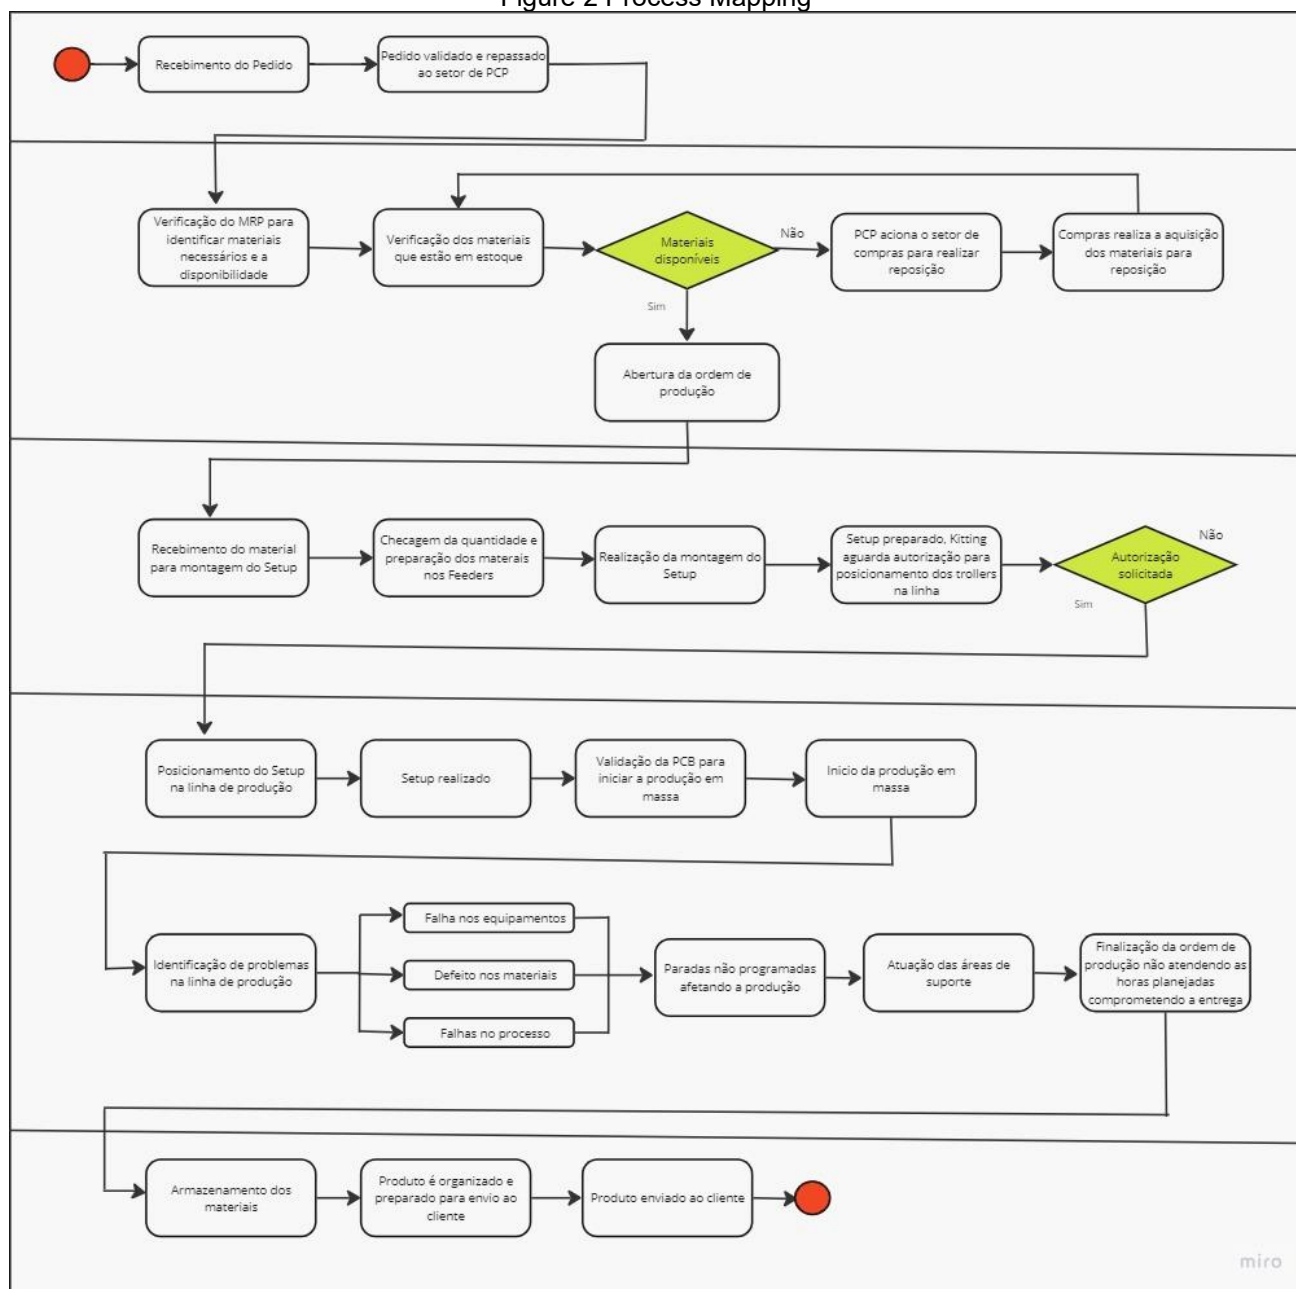 Figure 2 Process Mapping
Recebimento do Pedido
Pedido validado e repassado
ao setor de PCP
Verificação do MRP para
identificar materiais
necessários e a
disponibilidade
Verificação dos materiais
que estão em estoque
Materiais
disponíveis
Não
PCP aciona o setor de
compras para realizar
reposição
Compras realiza a aquisição
dos materiais para
reposição
Sim
Abertura da ordem de
produção
Recebimento do material
para montagem do Setup
Checagem da quantidade e
preparação dos materais
nos Feeders
Realização da montagem do
Setup
Setup preparado, Kitting
aguarda autorização para
posicionamento dos trollers
na linha
Autorização
solicitada
Não
Sim
Posicionamento do Setup
na linha de produção
Setup realizado
Validação da PCB para
iniciar a produção em
massa
Inicio da produção em
massa
Identificação de problemas
na linha de produção
Falha nos equipamentos
Defeito nos materiais
Falhas no processo
Paradas não programadas
afetando a produção
Atuação das áreas de
suporte
Finalização da ordem de
produção não atendendo as
horas planejadas
comprometendo a entrega
Armazenamento dos
materiais
Produto é organizado e
preparado para envio ao
cliente
Produto enviado ao cliente
miro